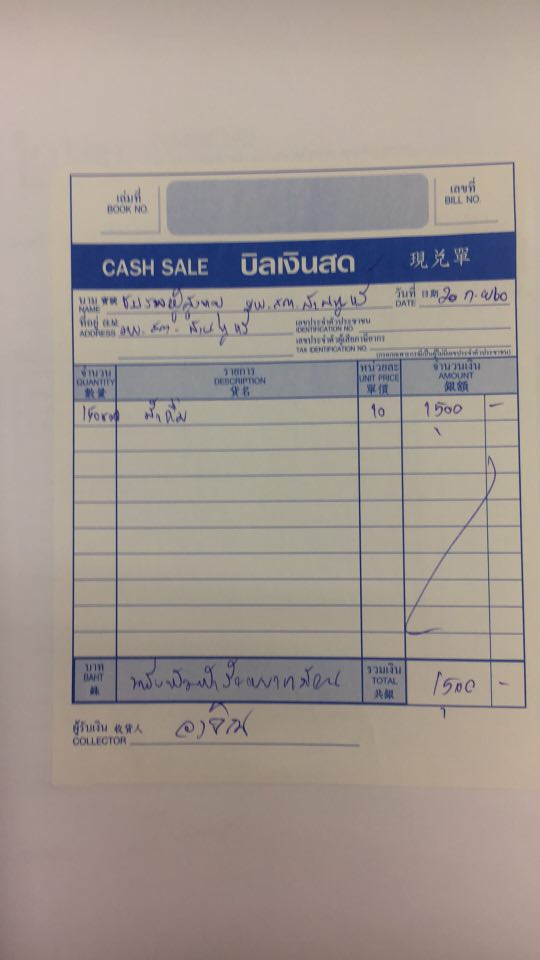 เล่มที่ เลขที่
BOOK NO. BILL NO.
CASH SALE บิลเงินสด 現兌單
นาม 寶號 วันที่ 日期 20
NAME DATE
ที่อยู่ 住址 เลขประจำตัวประชาชน
ADDRESS IDENTIFICATION NO.
เลขประจำตัวผู้เสียภาษีอากร
TAX IDENTIFICATION NO.
จำนวน รายการ หน่วยละ จำนวนเงิน
QUANTITY DESCRIPTION UNIT PRICE AMOUNT
數量 貨名 單價 銀額
น้ำดื่ม 10 1500 -
บาท รวมเงิน
BAHT หนึ่งพันห้าร้อยบาทถ้วน TOTAL 1,500 -
銖 共銀
ผู้รับเงิน 收貨人
COLLECTOR